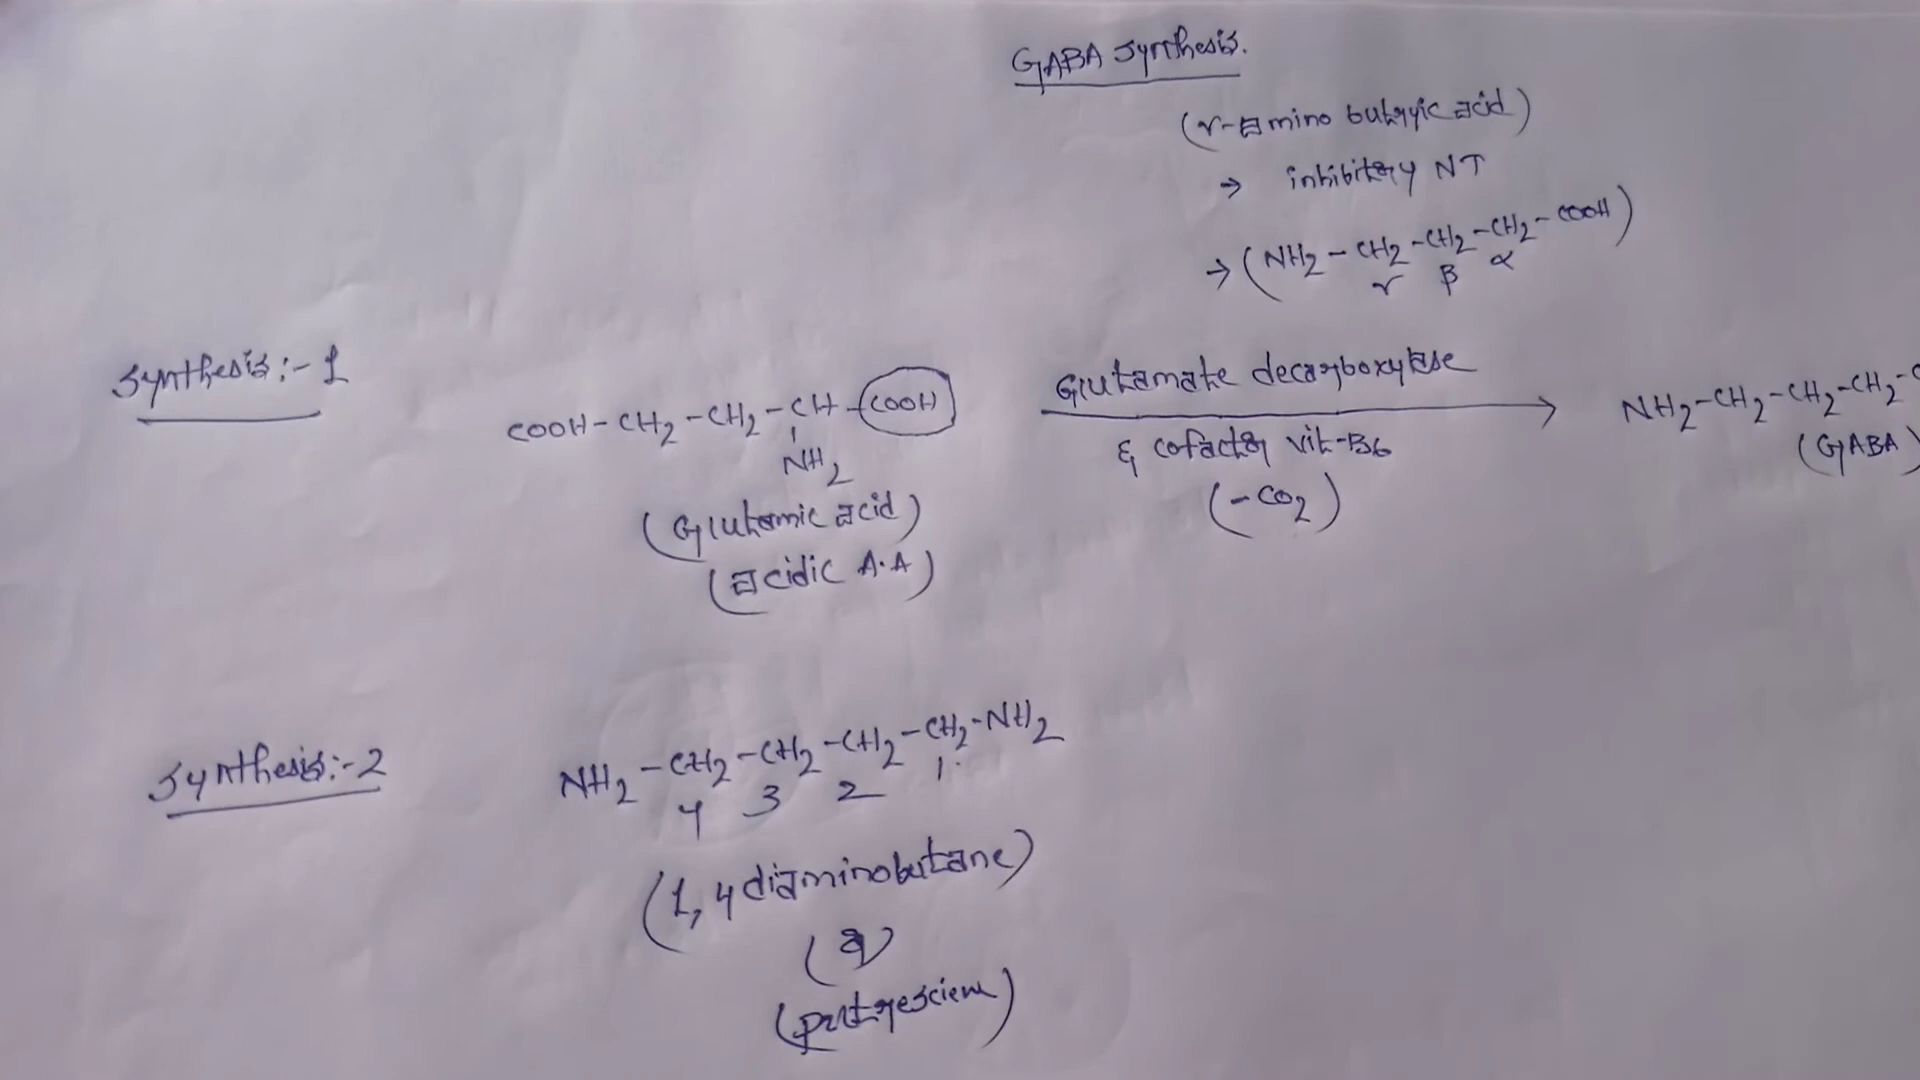 GABA synthesis.
(γ-amino butryic acid)
→ inhibitory NT
→ (NH2-CH2-CH2-CH2-COOH)
γ β α
Synthesis:-1
COOH-CH2-CH2-CH-COOH
NH2
(Glutamic acid)
(acidic A.A)
Glutamate decarboxylase
& cofactor vit-B6
(-CO2)
NH2-CH2-CH2-CH2-C
(GABA)
Synthesis:-2
NH2-CH2-CH2-CH2-CH2-NH2
4 3 2 1
(1,4 diaminobutane)
(or)
(putresciene)